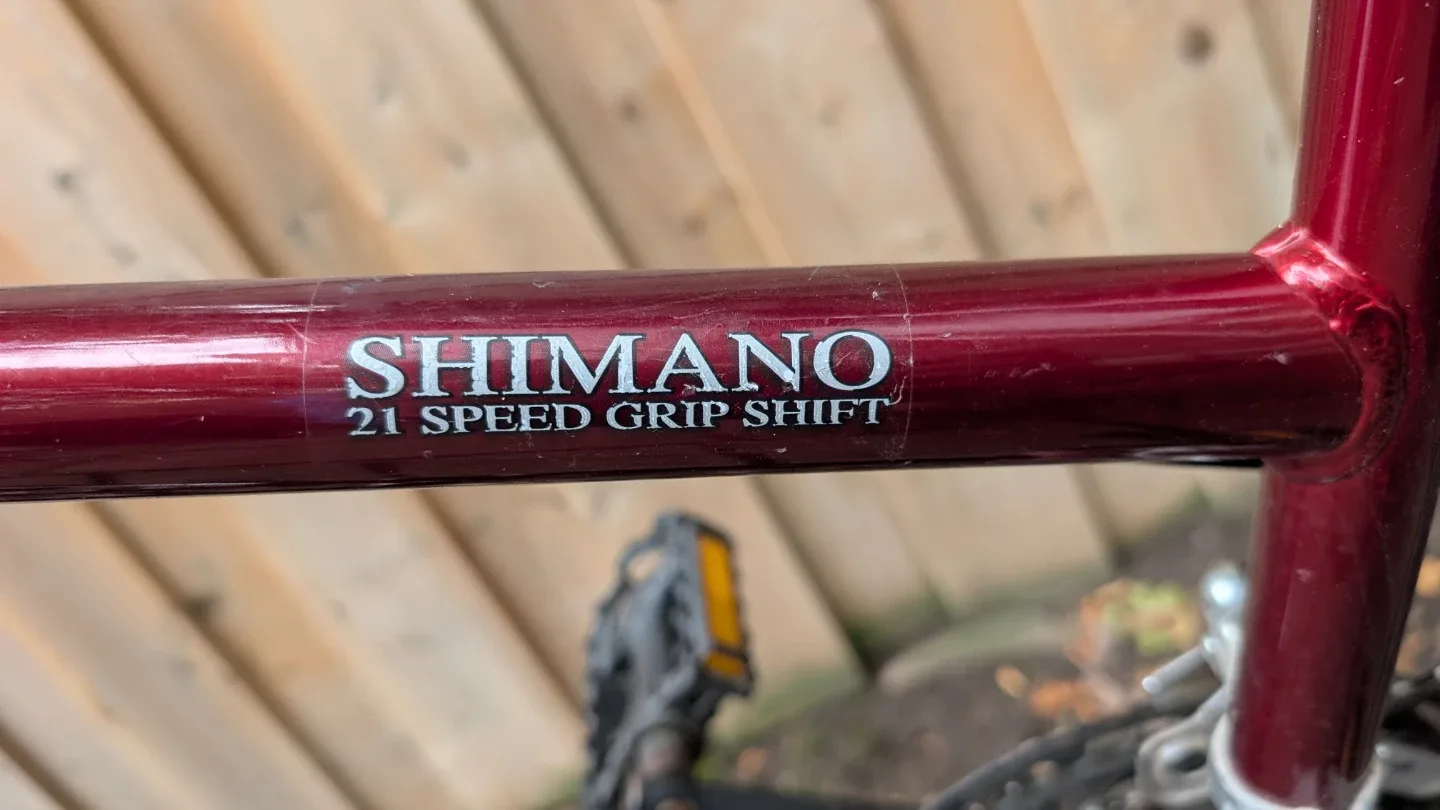 SHIMANO
21 SPEED GRIP SHIFT